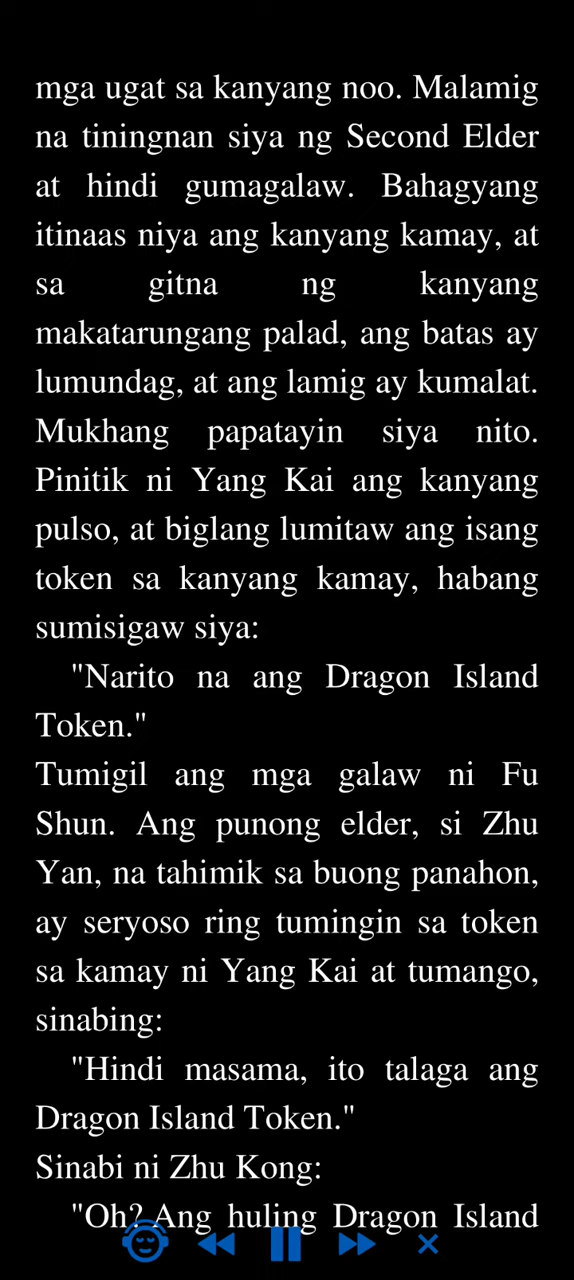 mga ugat sa kanyang noo. Malamig
na tiningnan siya ng Second Elder
at hindi gumagalaw. Bahagyang
itinaas niya ang kanyang kamay, at
sa gitna ng kanyang
makatarungang palad, ang batas ay
lumundag, at ang lamig ay kumalat.
Mukhang papatayin siya nito.
Pinitik ni Yang Kai ang kanyang
pulso, at biglang lumitaw ang isang
token sa kanyang kamay, habang
sumisigaw siya:
"Narito na ang Dragon Island
Token."
Tumigil ang mga galaw ni Fu
Shun. Ang punong elder, si Zhu
Yan, na tahimik sa buong panahon,
ay seryoso ring tumingin sa token
sa kamay ni Yang Kai at tumango,
sinabing:
"Hindi masama, ito talaga ang
Dragon Island Token."
Sinabi ni Zhu Kong:
"Oh? Ang huling Dragon Island